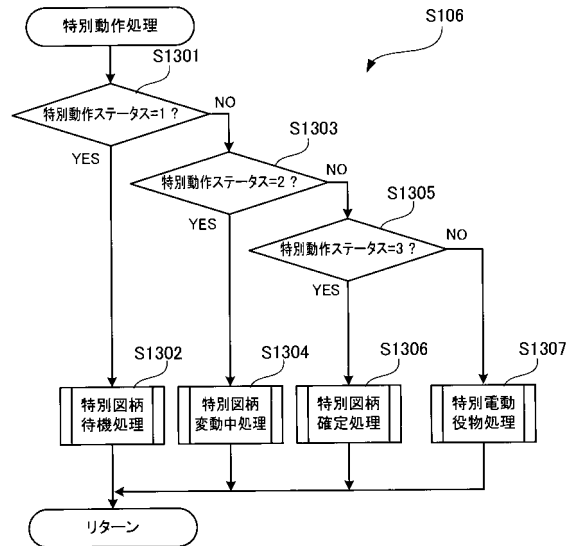 特別動作処理
S106
S1301
特別動作ステータス=1 ?
NO
YES
S1303
特別動作ステータス=2 ?
NO
YES
S1305
特別動作ステータス=3 ?
NO
YES
S1302
特別図柄
待機処理
S1304
特別図柄
変動中処理
S1306
特別図柄
確定処理
S1307
特別電動
役物処理
リターン